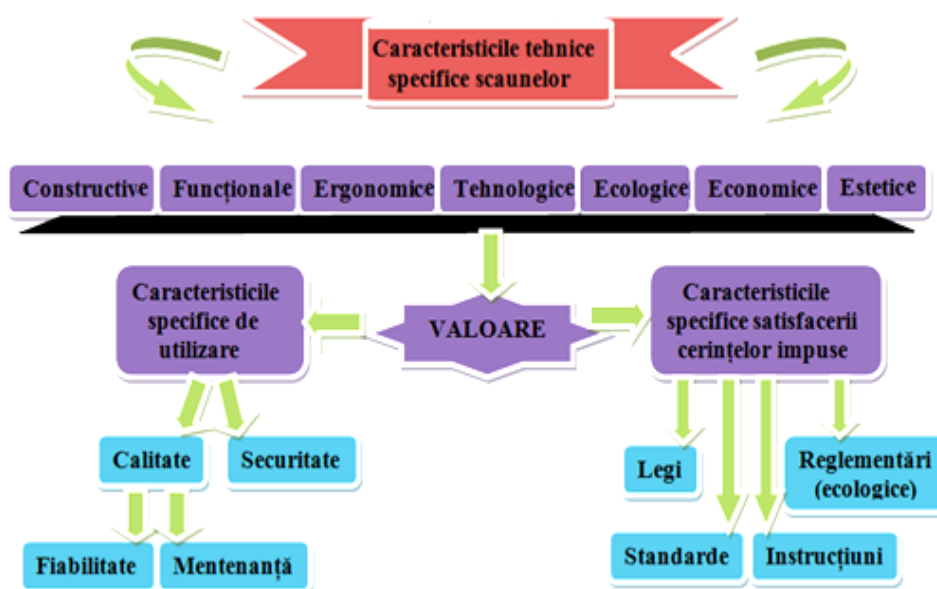 Caracteristicile tehnice
specifice scaunelor
Constructive
Funcționale
Ergonomice
Tehnologice
Ecologice
Economice
Estetice
Caracteristicile
specifice de
utilizare
VALOARE
Caracteristicile
specifice satisfacerii
cerințelor impuse
Calitate
Securitate
Legi
Reglementări
(ecologice)
Fiabilitate
Mentenanță
Standarde
Instrucțiuni